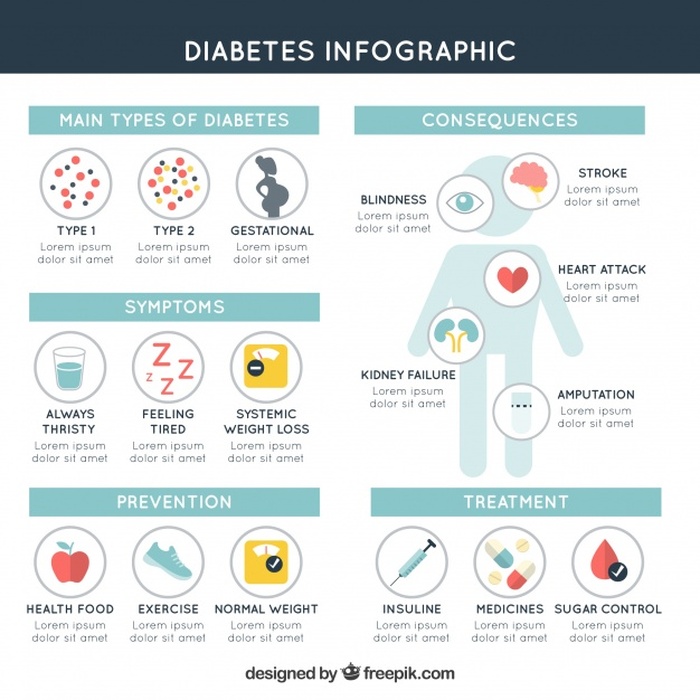 DIABETES INFOGRAPHIC
MAIN TYPES OF DIABETES
TYPE 1
Lorem ipsum
dolor sit amet
TYPE 2
Lorem ipsum
dolor sit amet
GESTATIONAL
Lorem ipsum
dolor sit amet
SYMPTOMS
ALWAYS
THRISTY
Lorem ipsum
dolor sit amet
Z
Z
z
Z
FEELING
TIRED
Lorem ipsum
dolor sit amet
SYSTEMIC
WEIGHT LOSS
Lorem ipsum
dolor sit amet
PREVENTION
HEALTH FOOD
Lorem ipsum
dolor sit amet
EXERCISE
Lorem ipsum
dolor sit amet
NORMAL WEIGHT
Lorem ipsum
dolor sit amet
CONSEQUENCES
STROKE
Lorem ipsum
dolor sit amet
BLINDNESS
Lorem ipsum
dolor sit amet
HEART ATTACK
Lorem ipsum
dolor sit amet
KIDNEY FAILURE
Lorem ipsum
dolor sit amet
AMPUTATION
Lorem ipsum
dolor sit amet
TREATMENT
INSULINE
Lorem ipsum
dolor sit amet
MEDICINES
Lorem ipsum
dolor sit amet
SUGAR CONTROL
Lorem ipsum
dolor sit amet
designed by freepik.com